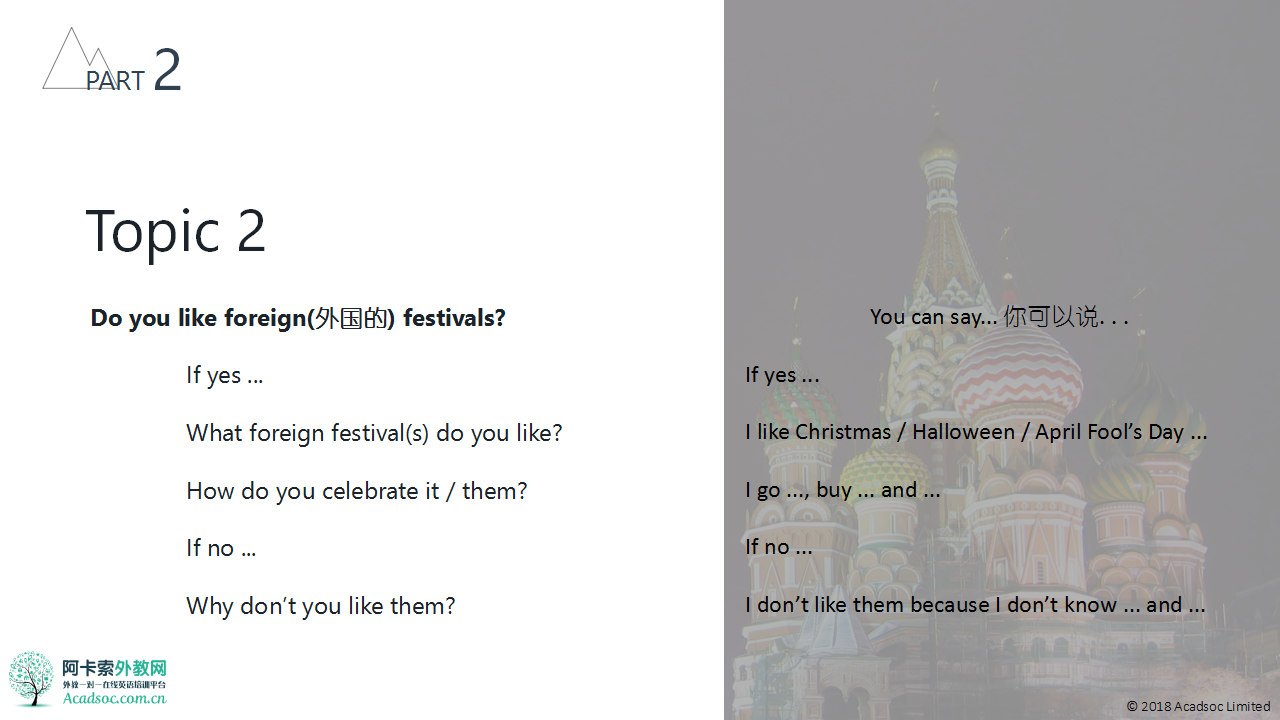 PART 2
Topic 2
Do you like foreign(外国的) festivals?
If yes ...
What foreign festival(s) do you like?
How do you celebrate it / them?
If no ...
Why don't you like them?
You can say... 你可以说. . .
If yes ...
I like Christmas / Halloween / April Fool’s Day ...
I go ..., buy ... and ...
If no ...
I don’t like them because I don’t know ... and ...
阿卡索外教网
外教一对一在线英语培训平台
Acadsoc.com.cn
© 2018 Acadsoc Limited